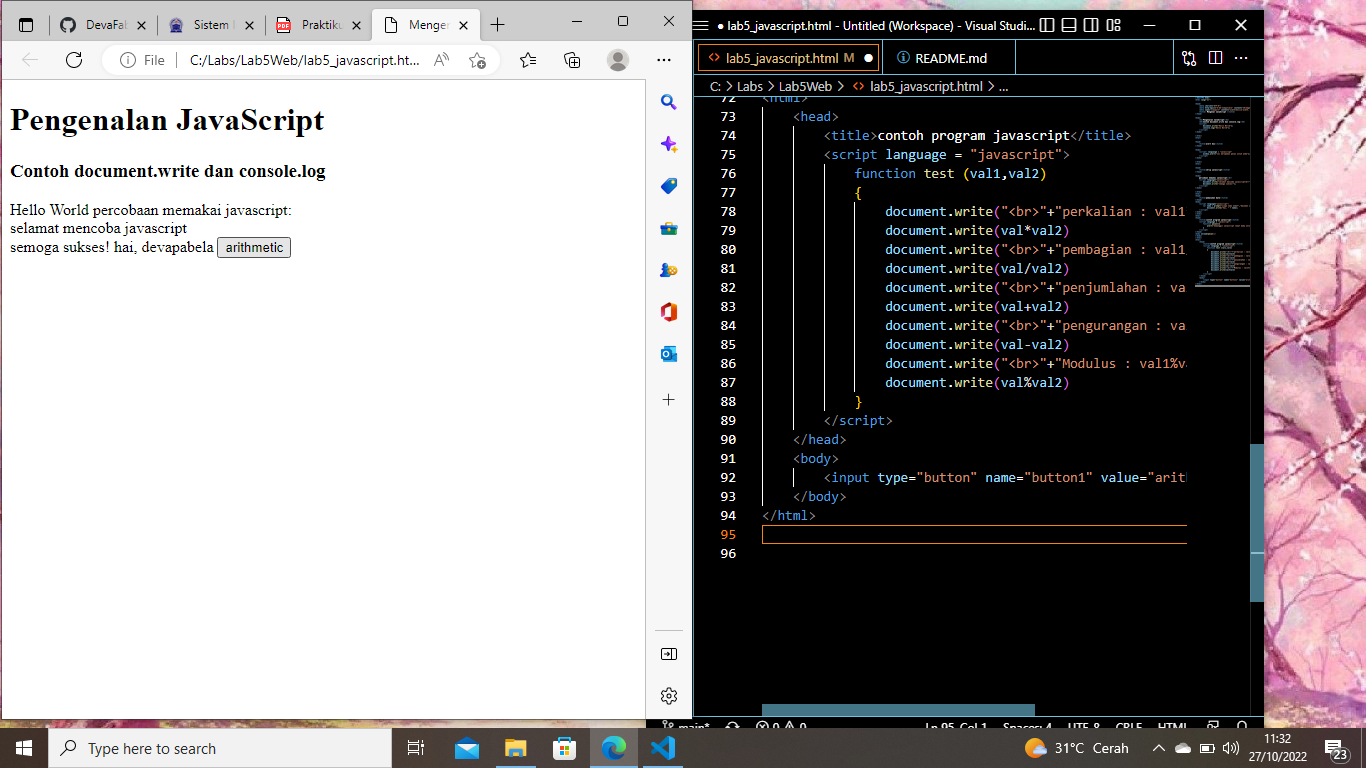 DevaFal
Sistem I
Praktiku
Menger
File
C:/Labs/Lab5Web/lab5_javascript.ht...
Pengenalan JavaScript
Contoh document.write dan console.log
Hello World percobaan memakai javascript:
selamat mencoba javascript
semoga sukses! hai, devapabela arithmetic
● lab5_javascript.html - Untitled (Workspace) - Visual Studi...
lab5_javascript.html M
README.md
C: > Labs > Lab5Web > lab5_javascript.html > ...
72 <html>
73 <head>
74 <title>contoh program javascript</title>
75 <script language = "javascript">
76 function test (val1,val2)
77 {
78 document.write("<br>"+"perkalian : val1
79 document.write(val*val2)
80 document.write("<br>"+"pembagian : val1
81 document.write(val/val2)
82 document.write("<br>"+"penjumlahan : va
83 document.write(val+val2)
84 document.write("<br>"+"pengurangan : va
85 document.write(val-val2)
86 document.write("<br>"+"Modulus : val1%va
87 document.write(val%val2)
88 }
89 </script>
90 </head>
91 <body>
92 <input type="button" name="button1" value="arit
93 </body>
94 </html>
95
96
main* 0 0 Ln 95, Col 1 Spaces: 4 UTF-8 CRLF HTML
Type here to search
31°C Cerah
11:32
27/10/2022
23